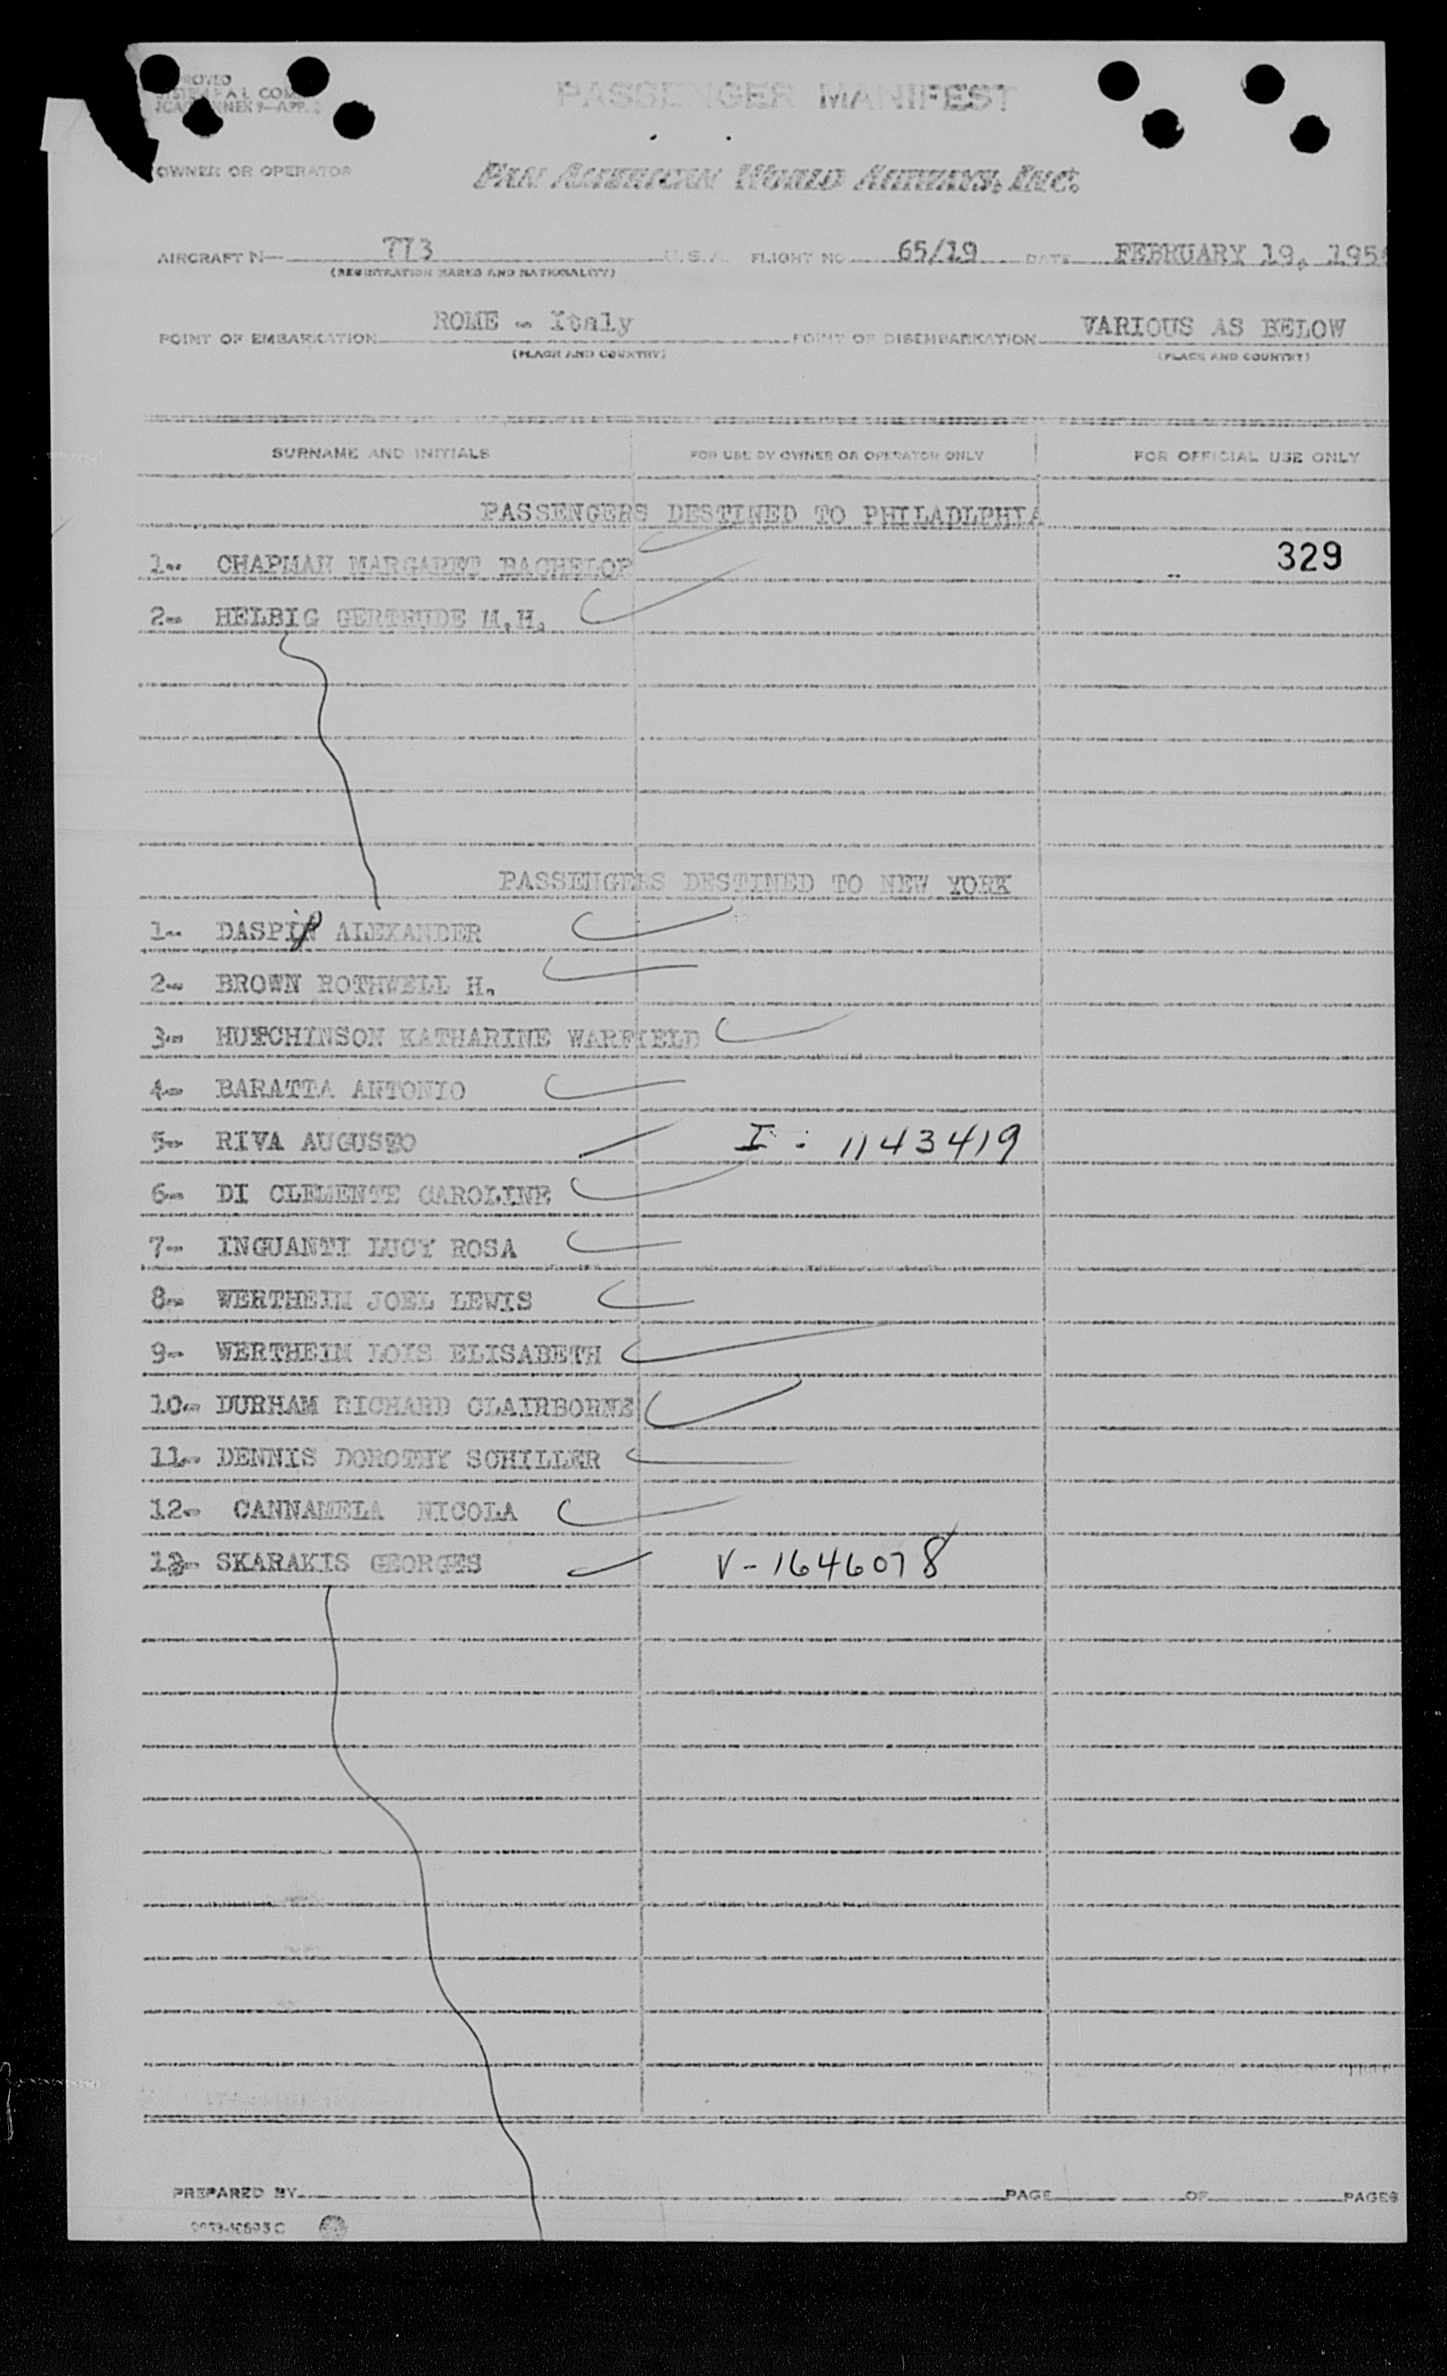 PASSENGER MANIFEST
OWNER OR OPERATOR
PAN AMERICAN WORLD AIRWAYS, INC.
AIRCRAFT N— 773 U.S.A. FLIGHT NO 65/19 DATE FEBRUARY 19, 195
(REGISTRATION MARKS AND NATIONALITY)
POINT OF EMBARKATION ROME - Italy POINT OF DISEMBARKATION VARIOUS AS BELOW
(PLACE AND COUNTRY) (PLACE AND COUNTRY)
SURNAME AND INITIALS FOR USE BY OWNER OR OPERATOR ONLY FOR OFFICIAL USE ONLY
PASSENGERS DESTINED TO PHILADLPHIA
1- CHAPMAN MARGARET BACHELOR 329
2- HELBIG GERTRUDE M.H.
PASSENGERS DESTINED TO NEW YORK
1- ALEXANDER
2- BROWN ROTHWELL H.
3- HUTCHINSON KATHARINE WARFIELD
4- BARATTA ANTONIO
5- RIVA AUGUSTO I - 1143419
6- DI CLEMENTE CAROLINE
7- INGUANTI LUCY ROSA
8- WERTHEIM JOEL LEWIS
9- WERTHEIM LOIS ELISABETH
10- DURHAM RICHARD CLAIRBORNE
11- DENNIS DOROTHY SCHILLER
12- CANNAMELA NICOLA
13- SKARAKIS GEORGES V-1646078
PREPARED BY PAGE OF PAGES